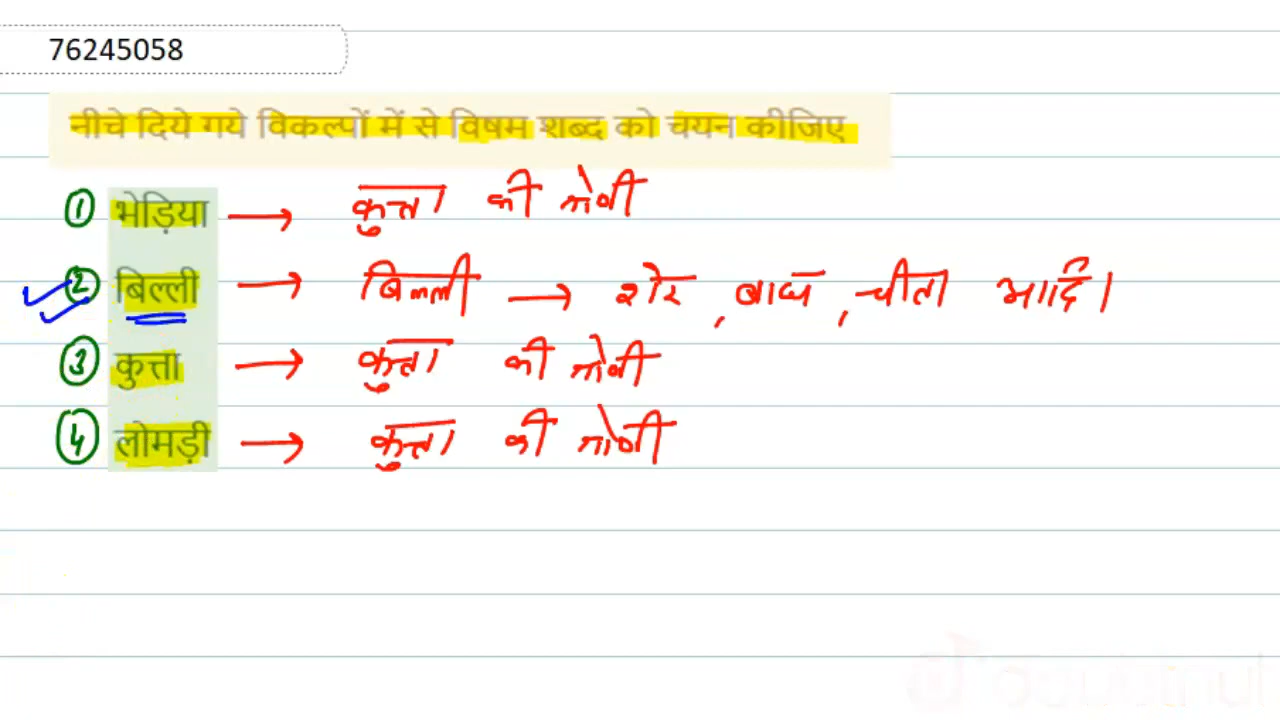 76245058
नीचे दिये गये विकल्पों में से विषम शब्द को चयन कीजिए
① भेड़िया → कुत्ता की श्रेणी
② बिल्ली → बिल्ली → शेर, बाघ, चीता आदि।
③ कुत्ता → कुत्ता की श्रेणी
④ लोमड़ी → कुत्ता की श्रेणी